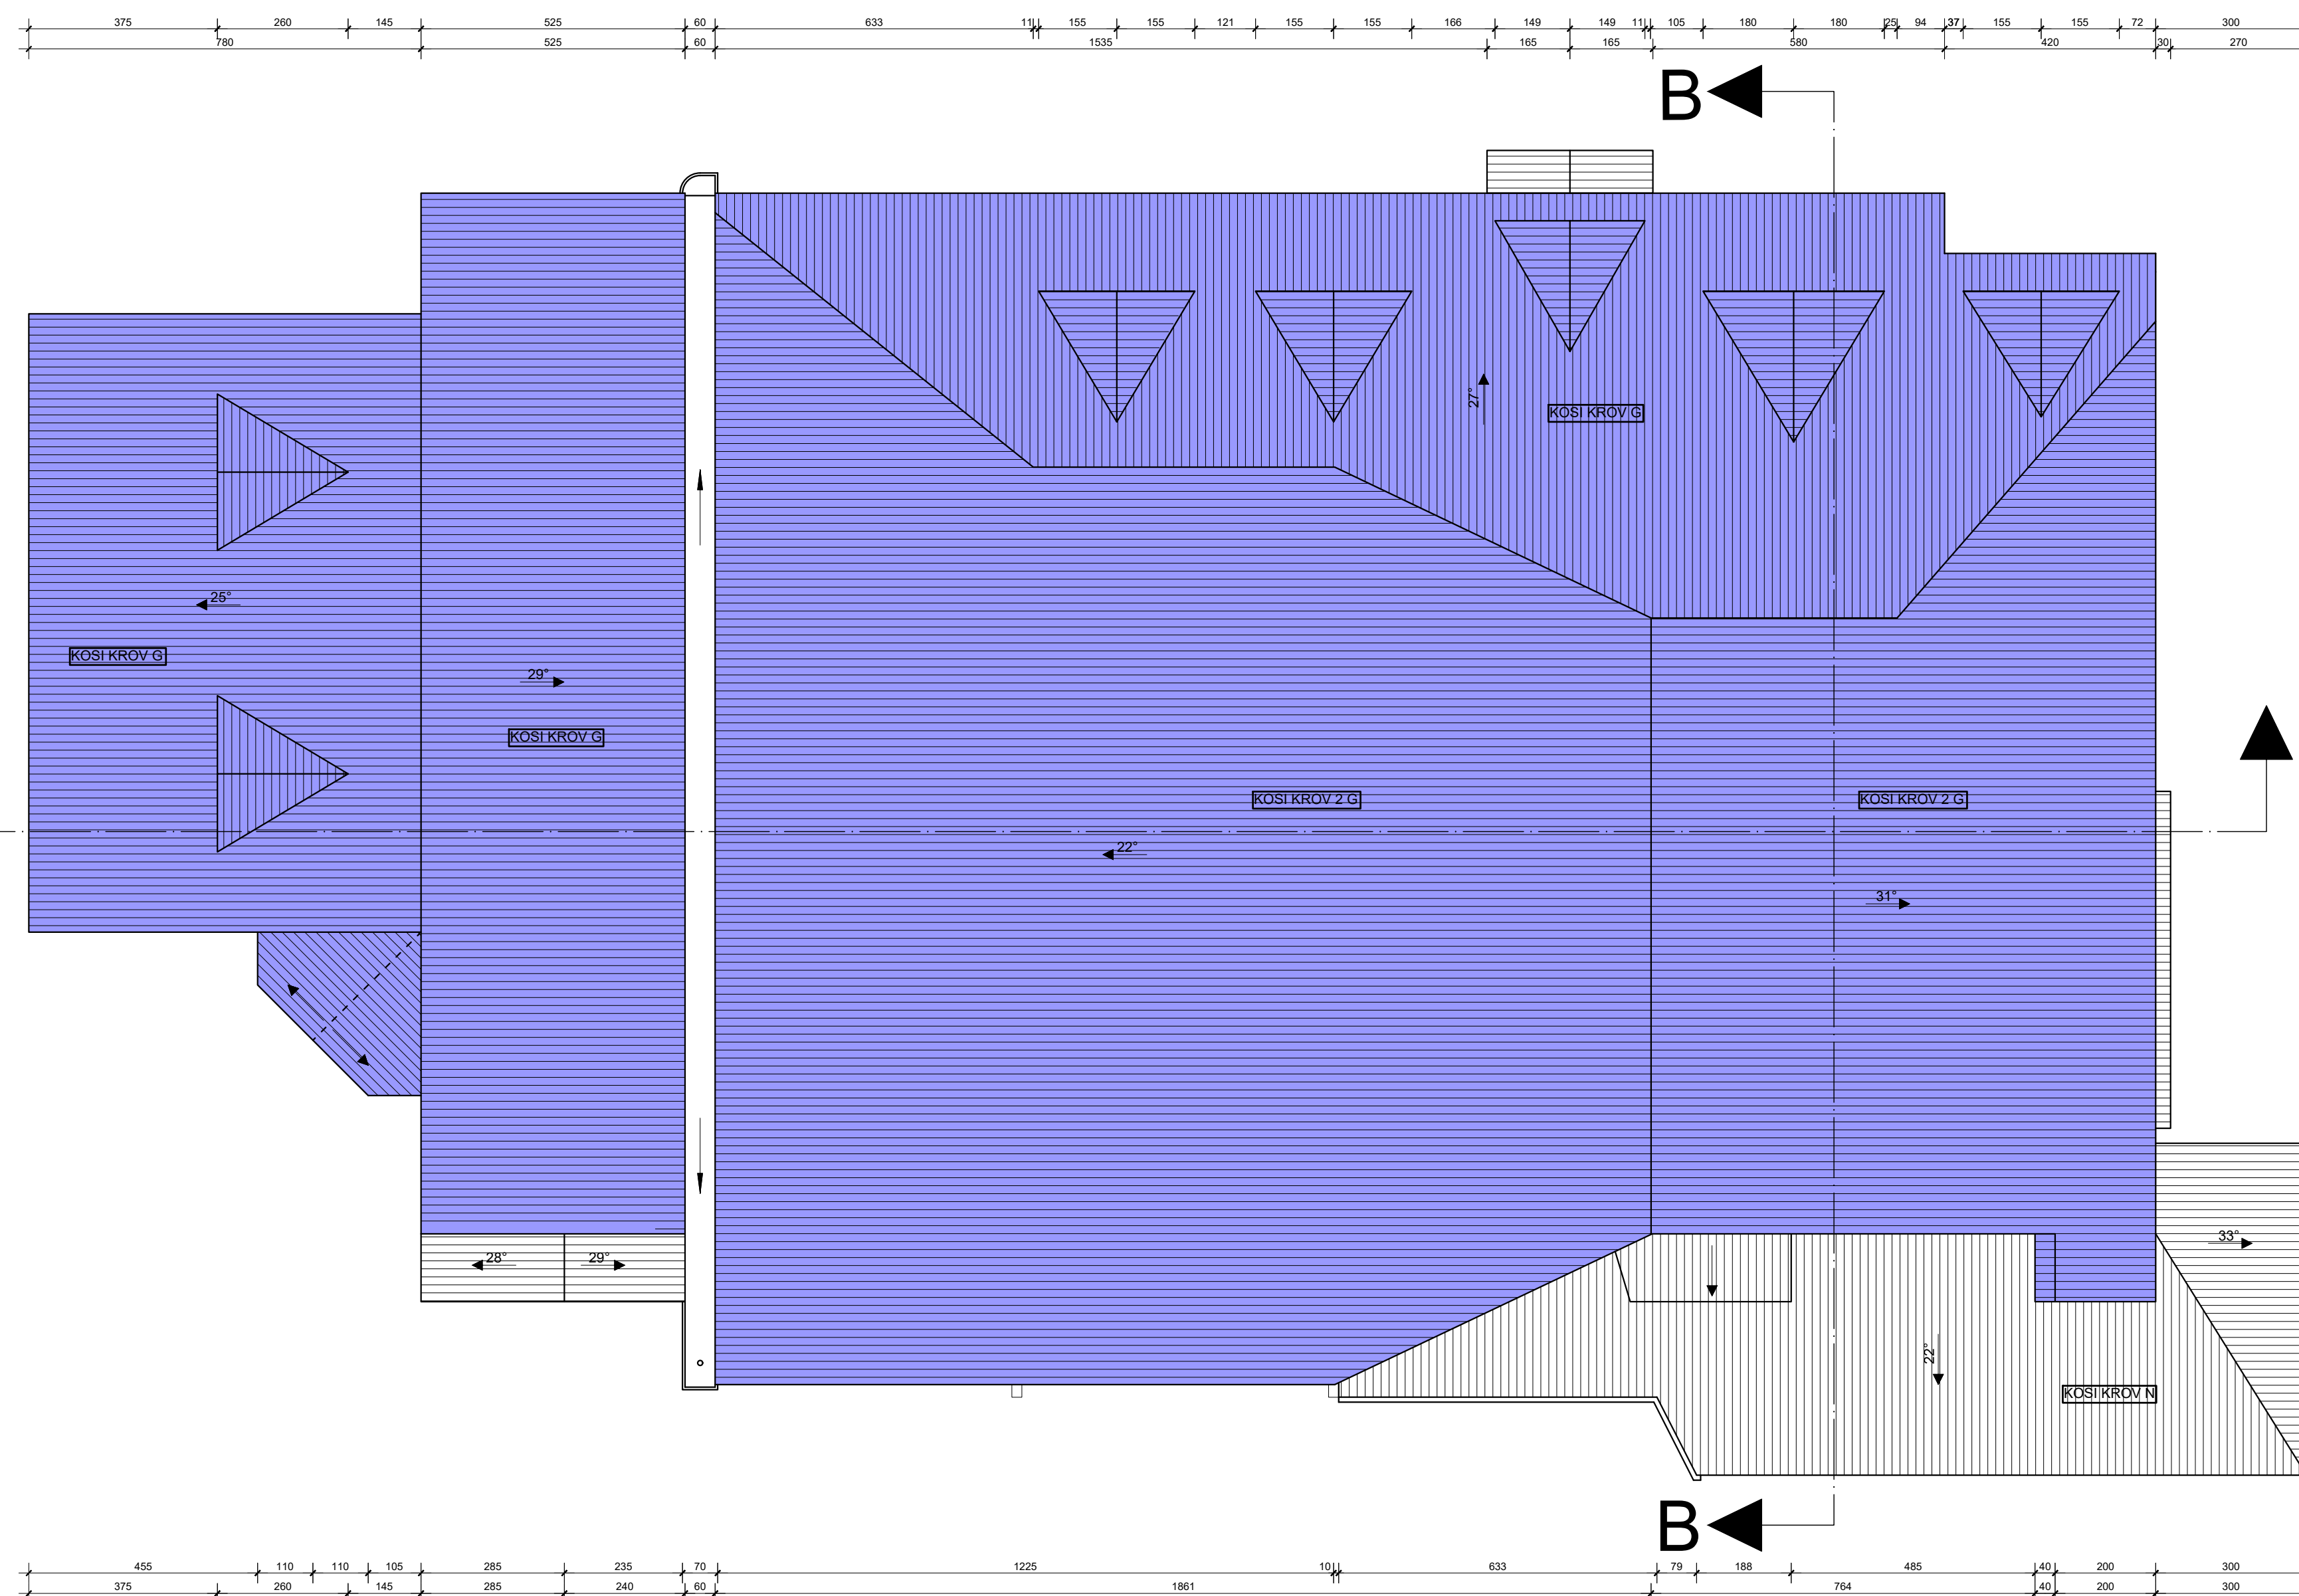 375 260 145 525 60 633 11 155 155 121 155 155 166 149 149 11 105 180 180 25 94 37 155 155 72 300
780 525 60 1535 165 165 580 420 30 270
B
27°
KOSI KROV G
25°
KOSI KROV G
29°
KOSI KROV G
KOSI KROV 2 G
KOSI KROV 2 G
22°
31°
33°
28° 29°
22°
KOSI KROV N
B
455 110 110 105 285 235 70 1225 10 633 79 188 485 40 200 300
375 260 145 285 240 60 1861 764 40 200 300